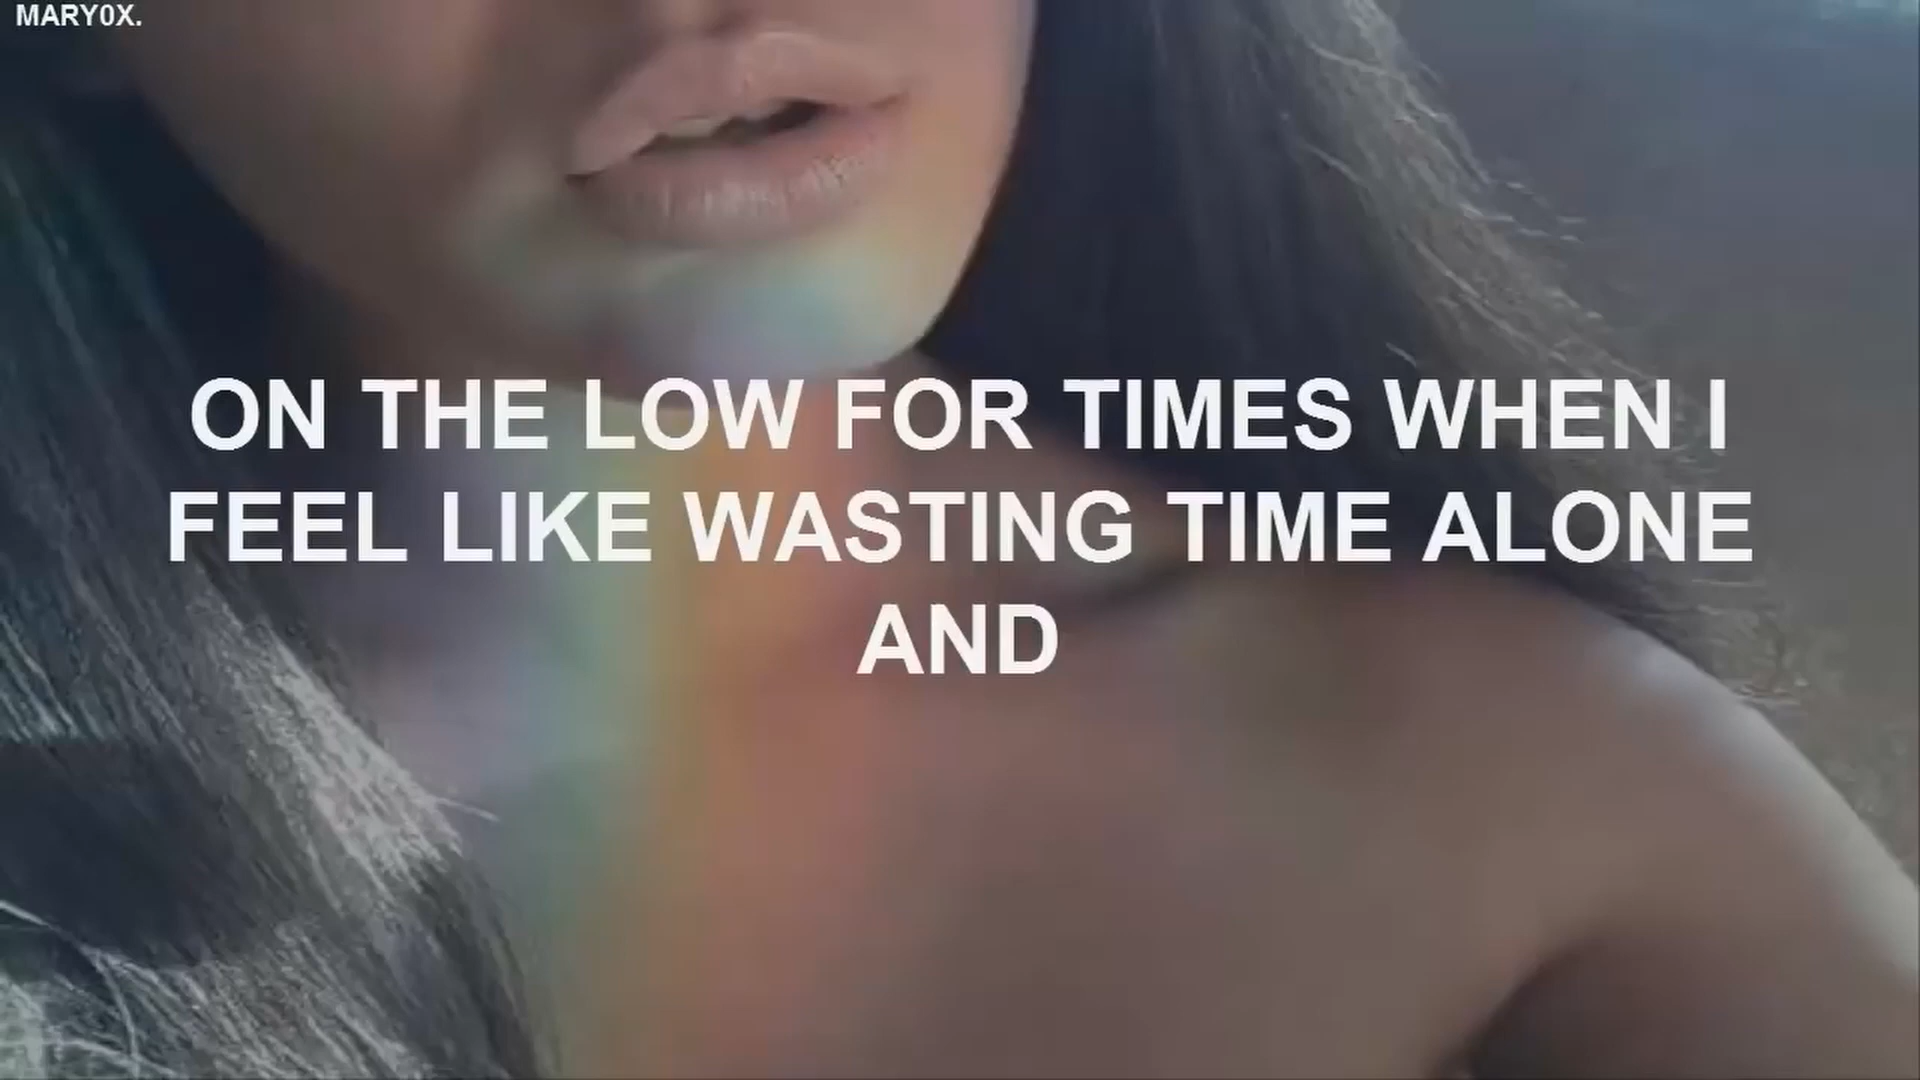 MARY0X.
ON THE LOW FOR TIMES WHEN I
FEEL LIKE WASTING TIME ALONE
AND